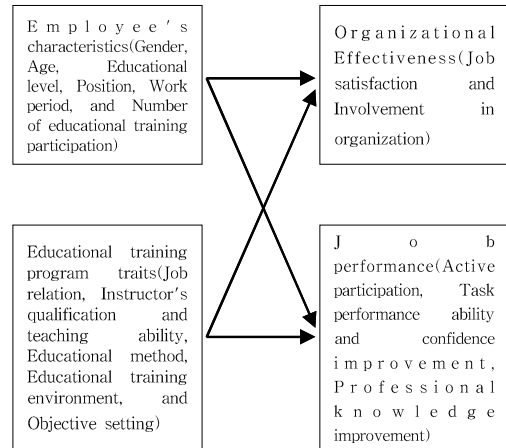 Employee's
characteristics(Gender,
Age, Educational
level, Position, Work
period, and Number
of educational training
participation)
Organizational
Effectiveness(Job
satisfaction and
Involvement in
organization)
Educational training
program traits(Job
relation, Instructor's
qualification and
teaching ability,
Educational method,
Educational training
environment, and
Objective setting)
Job
performance(Active
participation, Task
performance ability
and confidence
improvement,
Professional
knowledge
improvement)